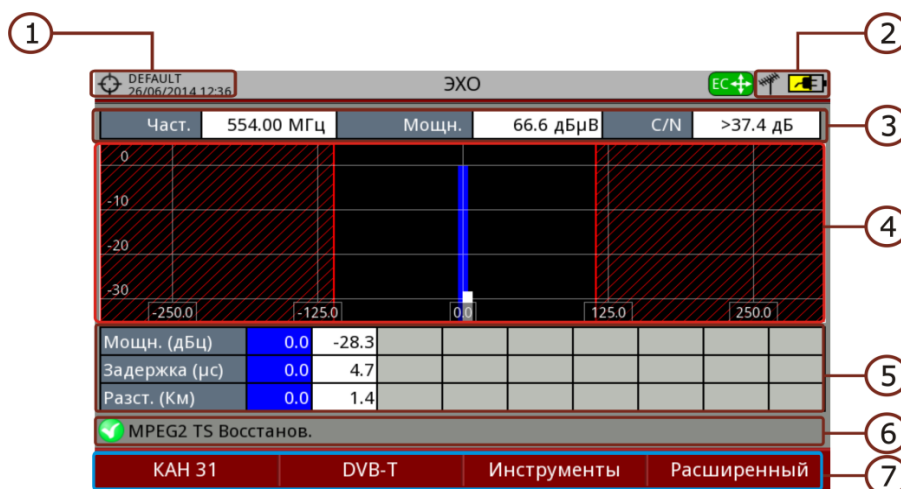 1
2
DEFAULT
26/06/2014 12:36
ЭХО
EC
Част. 554.00 МГц Мощн. 66.6 дБµВ C/N >37.4 дБ
3
0
-10
-20
-30
4
-250.0 -125.0 0.0 125.0 250.0
Мощн. (дБц) 0.0 -28.3
Задержка (µс) 0.0 4.7
5
Разст. (Км) 0.0 1.4
MPEG2 TS Восстанов.
6
КАН 31 DVB-T Инструменты Расширенный
7